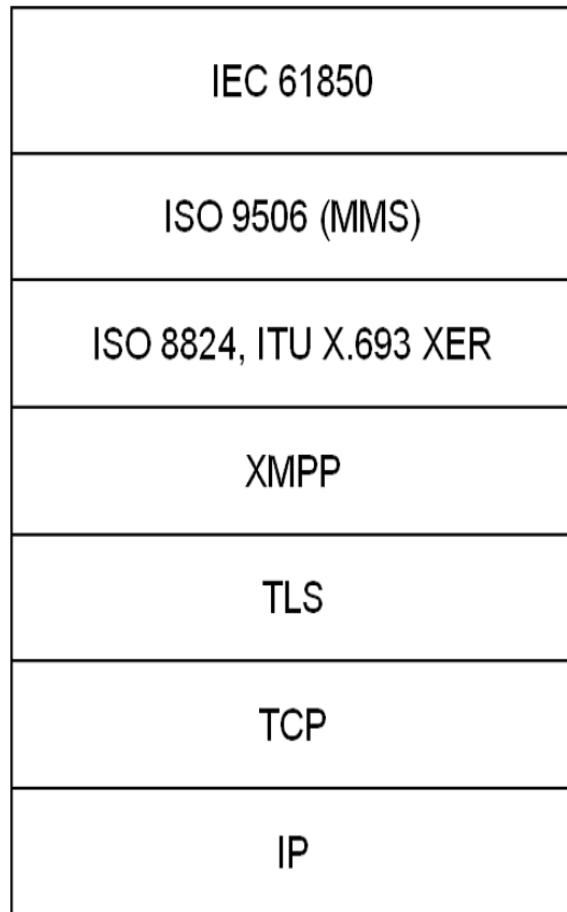 IEC 61850
ISO 9506 (MMS)
ISO 8824, ITU X.693 XER
XMPP
TLS
TCP
IP